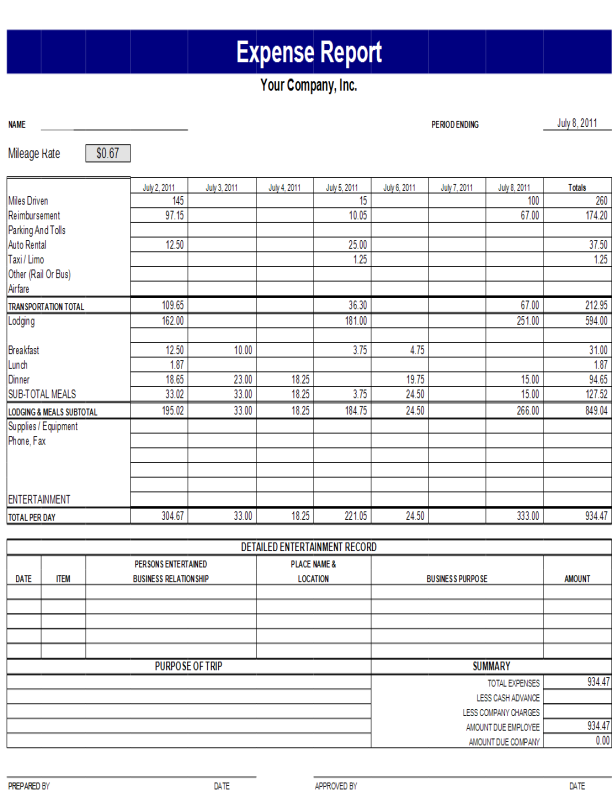 Expense Report
Your Company, Inc.
NAME PERIOD ENDING July 8, 2011
Mileage Rate $0.67
July 2, 2011 July 3, 2011 July 4, 2011 July 5, 2011 July 6, 2011 July 7, 2011 July 8, 2011 Totals
Miles Driven 145 15 100 260
Reimbursement 97.15 10.05 67.00 174.20
Parking And Tolls
Auto Rental 12.50 25.00 37.50
Taxi / Limo 1.25 1.25
Other (Rail Or Bus)
Airfare
TRANSPORTATION TOTAL 109.65 36.30 67.00 212.95
Lodging 162.00 181.00 251.00 594.00
Breakfast 12.50 10.00 3.75 4.75 31.00
Lunch 1.87 1.87
Dinner 18.65 23.00 18.25 19.75 15.00 94.65
SUB-TOTAL MEALS 33.02 33.00 18.25 3.75 24.50 15.00 127.52
LODGING & MEALS SUBTOTAL 195.02 33.00 18.25 184.75 24.50 266.00 849.04
Supplies / Equipment
Phone, Fax
ENTERTAINMENT
TOTAL PER DAY 304.67 33.00 18.25 221.05 24.50 333.00 934.47
DETAILED ENTERTAINMENT RECORD
PERSONS ENTERTAINED PLACE NAME &
DATE ITEM BUSINESS RELATIONSHIP LOCATION BUSINESS PURPOSE AMOUNT
PURPOSE OF TRIP SUMMARY
TOTAL EXPENSES 934.47
LESS CASH ADVANCE
LESS COMPANY CHARGES
AMOUNT DUE EMPLOYEE 934.47
AMOUNT DUE COMPANY 0.00
PREPARED BY DATE APPROVED BY DATE